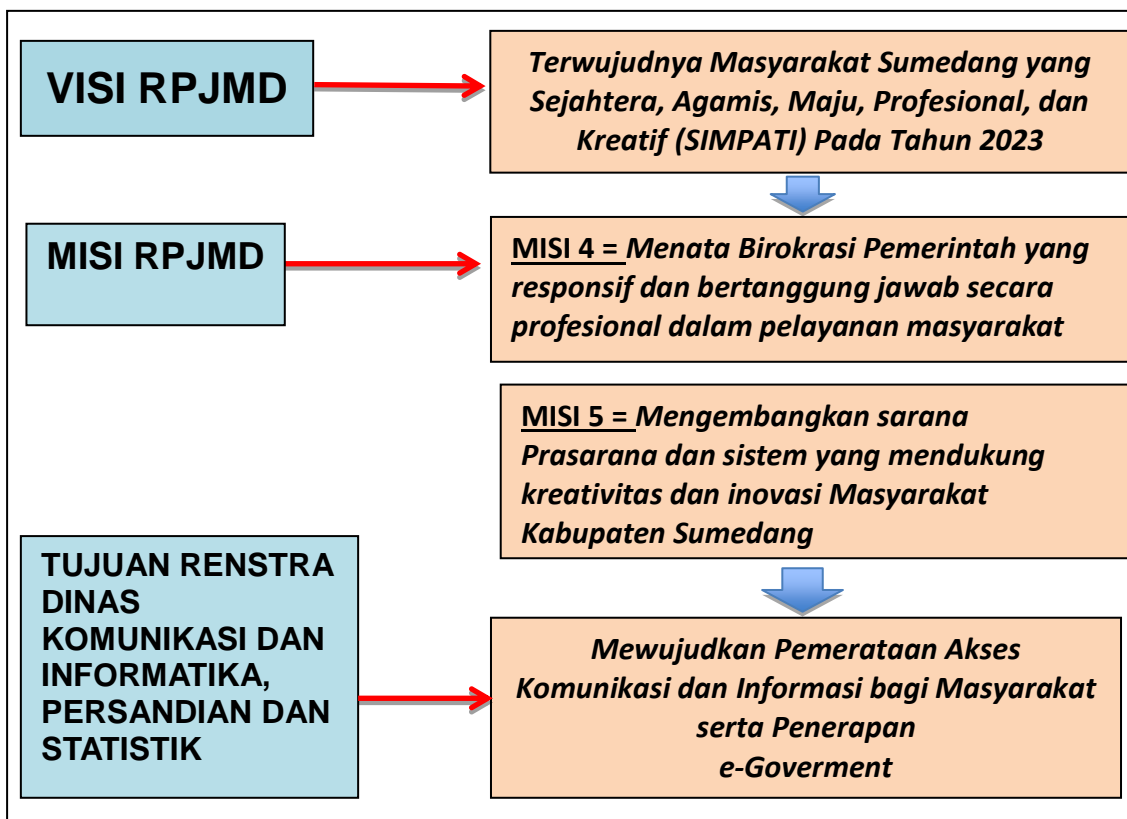 VISI RPJMD
Terwujudnya Masyarakat Sumedang yang
Sejahtera, Agamis, Maju, Profesional, dan
Kreatif (SIMPATI) Pada Tahun 2023
MISI RPJMD
MISI 4 = Menata Birokrasi Pemerintah yang
responsif dan bertanggung jawab secara
profesional dalam pelayanan masyarakat
MISI 5 = Mengembangkan sarana
Prasarana dan sistem yang mendukung
kreativitas dan inovasi Masyarakat
Kabupaten Sumedang
TUJUAN RENSTRA
DINAS
KOMUNIKASI DAN
INFORMATIKA,
PERSANDIAN DAN
STATISTIK
Mewujudkan Pemerataan Akses
Komunikasi dan Informasi bagi Masyarakat
serta Penerapan
e-Goverment